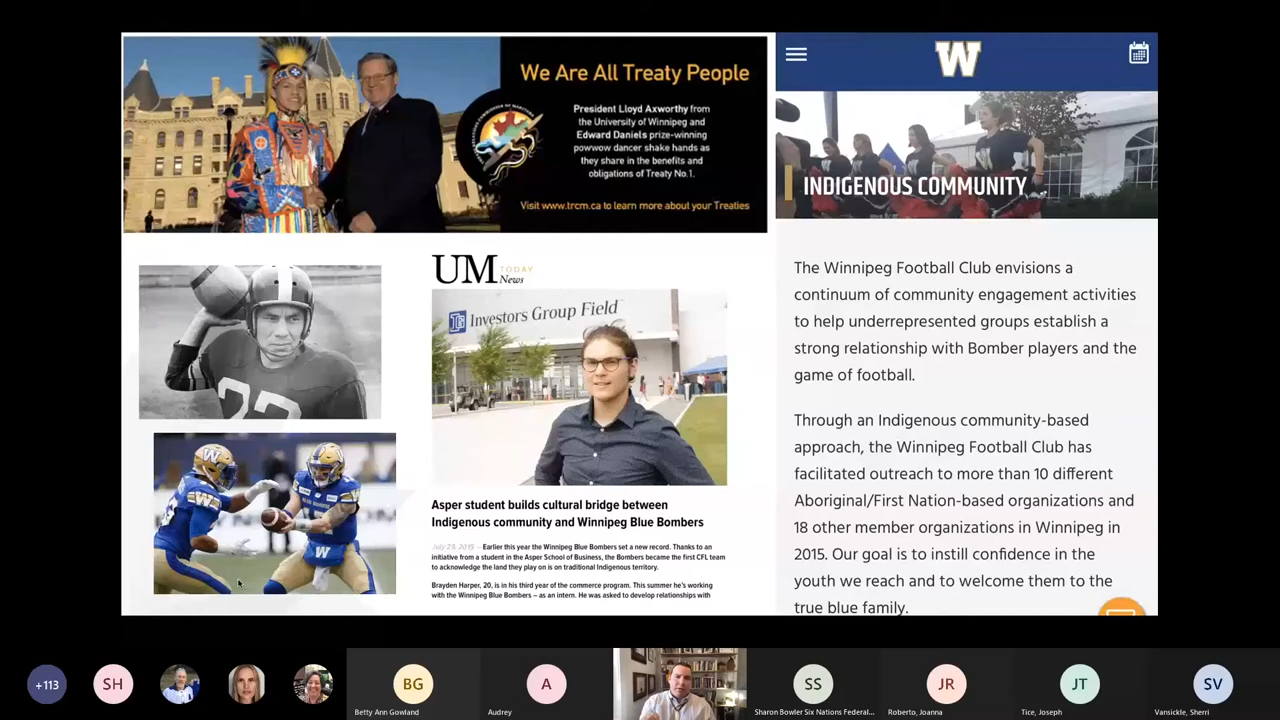 We Are All Treaty People
President Lloyd Axworthy from
the University of Winnipeg and
Edward Daniels prize-winning
powwow dancer shake hands as
they share in the benefits and
obligations of Treaty No.1.
Visit www.trcm.ca to learn more about your Treaties
W
INDIGENOUS COMMUNITY
The Winnipeg Football Club envisions a
continuum of community engagement activities
to help underrepresented groups establish a
strong relationship with Bomber players and the
game of football.
Through an Indigenous community-based
approach, the Winnipeg Football Club has
facilitated outreach to more than 10 different
Aboriginal/First Nation-based organizations and
18 other member organizations in Winnipeg in
2015. Our goal is to instill confidence in the
youth we reach and to welcome them to the
true blue family.
UM TODAY
News
Investors Group Field
Asper student builds cultural bridge between
Indigenous community and Winnipeg Blue Bombers
July 29, 2015 – Earlier this year the Winnipeg Blue Bombers set a new record. Thanks to an
initiative from a student in the Asper School of Business, the Bombers became the first CFL team
to acknowledge the land they play on is on traditional Indigenous territory.
Brayden Harper, 20, is in his third year of the commerce program. This summer he's working
with the Winnipeg Blue Bombers – as an intern. He was asked to develop relationships with
W
W
W
+113
SH
BG
A
SS
JR
JT
SV
Betty Ann Gowland
Audrey
Sharon Bowler Six Nations Federal...
Roberto, Joanna
Tice, Joseph
Vansickle, Sherri